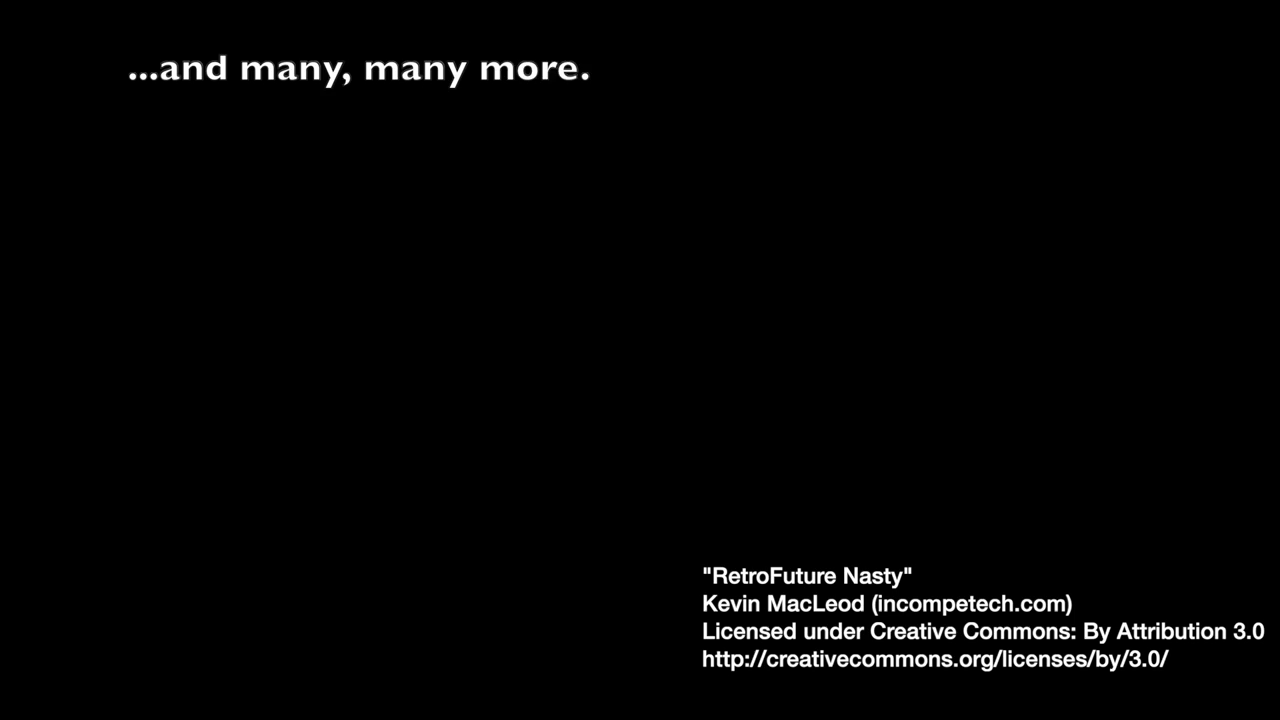 ...and many, many more.
"RetroFuture Nasty"
Kevin MacLeod (incompetech.com)
Licensed under Creative Commons: By Attribution 3.0
http://creativecommons.org/licenses/by/3.0/